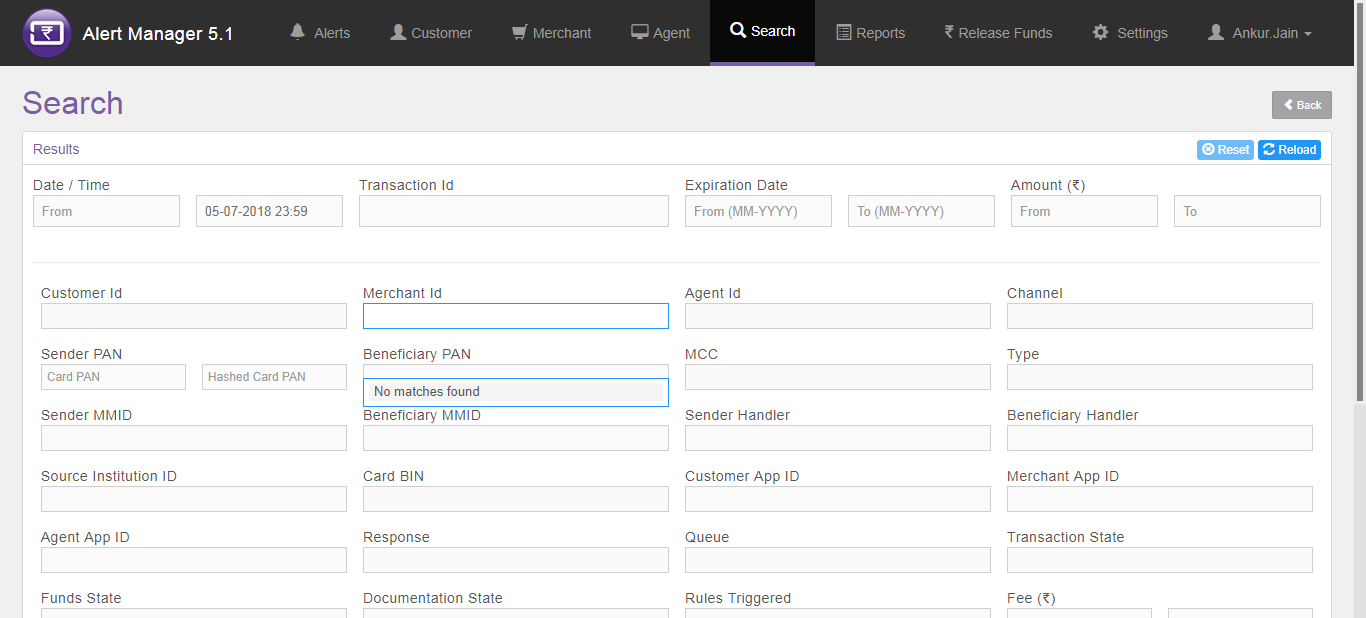 Alert Manager 5.1 Alerts Customer Merchant Agent Search Reports ₹ Release Funds Settings Ankur.Jain
Search
Back
Results Reset Reload
Date / Time Transaction Id Expiration Date Amount (₹)
From 05-07-2018 23:59 From (MM-YYYY) To (MM-YYYY) From To
Customer Id Merchant Id Agent Id Channel
Sender PAN Beneficiary PAN MCC Type
Card PAN Hashed Card PAN
No matches found
Sender MMID Beneficiary MMID Sender Handler Beneficiary Handler
Source Institution ID Card BIN Customer App ID Merchant App ID
Agent App ID Response Queue Transaction State
Funds State Documentation State Rules Triggered Fee (₹)